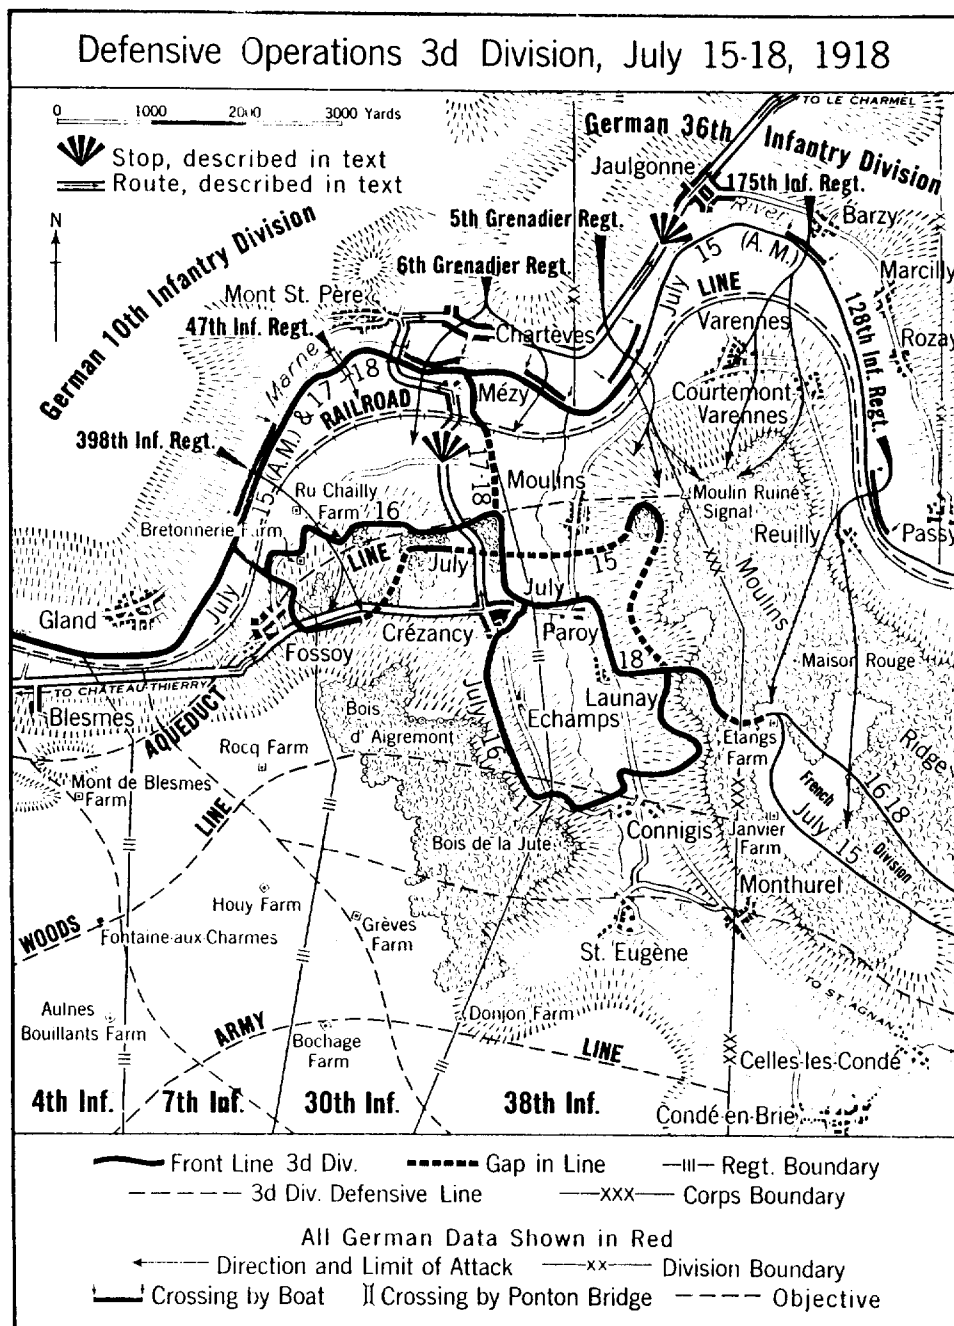 Defensive Operations 3d Division, July 15-18, 1918
0 1000 2000 3000 Yards
Stop, described in text
Route, described in text
N
TO LE CHARMEL
German 36th Infantry Division
Jaulgonne
175th Inf. Regt.
River
Barzy
5th Grenadier Regt.
German 10th Infantry Division
6th Grenadier Regt.
July 15 (A.M.)
LINE
Marcilly
Mont St. Père
47th Inf. Regt.
Chartèves
Varennes
128th Inf. Regt.
Rozay
Marne
Mézy
Courtemont
Varennes
RAILROAD
398th Inf. Regt.
July 15 (A.M.) & 17-18
17
18
Moulins
Ru Chailly
Farm
16
Moulin Ruiné
Signal
Bretonnerie Farm
Reuilly
Passy
LINE
July
15
July
Moulins
Gland
Crézancy
Paroy
Fossoy
18
Maison Rouge
TO CHÂTEAU-THIERRY
Launay
Blesmes
AQUEDUCT
Bois
d' Aigremont
July 16
Echamps
Etangs
Farm
Ridge
Rocq Farm
16-18
Mont de Blesmes
Farm
LINE
French Division
July 15
Connigis
Janvier
Farm
Bois de la Jute
Monthurel
Houy Farm
WOODS
Fontaine-aux-Charmes
Grèves
Farm
St. Eugène
TO ST. AGNAN
Aulnes
Bouillants Farm
ARMY
Donjon Farm
Bochage
Farm
LINE
Celles-les-Condé
4th Inf. 7th Inf. 30th Inf. 38th Inf.
Condé-en-Brie
Front Line 3d Div. Gap in Line III Regt. Boundary
3d Div. Defensive Line XXX Corps Boundary
All German Data Shown in Red
Direction and Limit of Attack XX Division Boundary
Crossing by Boat Crossing by Ponton Bridge Objective